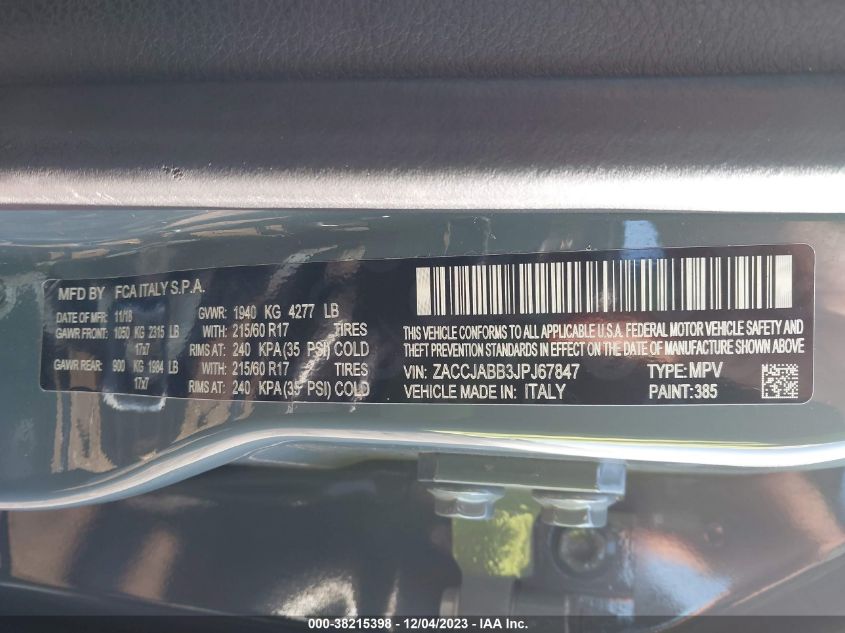 MFD BY FCA ITALY S.P.A.
DATE OF MFR: 11/18 GVWR: 1940 KG 4277 LB
GAWR FRONT: 1050 KG 2315 LB WITH: 215/60 R17 TIRES
17x7 RIMS AT: 240 KPA (35 PSI) COLD
GAWR REAR: 900 KG 1984 LB WITH: 215/60 R17 TIRES
17x7 RIMS AT: 240 KPA (35 PSI) COLD
THIS VEHICLE CONFORMS TO ALL APPLICABLE U.S.A. FEDERAL MOTOR VEHICLE SAFETY AND
THEFT PREVENTION STANDARDS IN EFFECT ON THE DATE OF MANUFACTURE SHOWN ABOVE
VIN: ZACCJABB3JPJ67847 TYPE: MPV
VEHICLE MADE IN: ITALY PAINT: 385
000-38215398 - 12/04/2023 - IAA Inc.